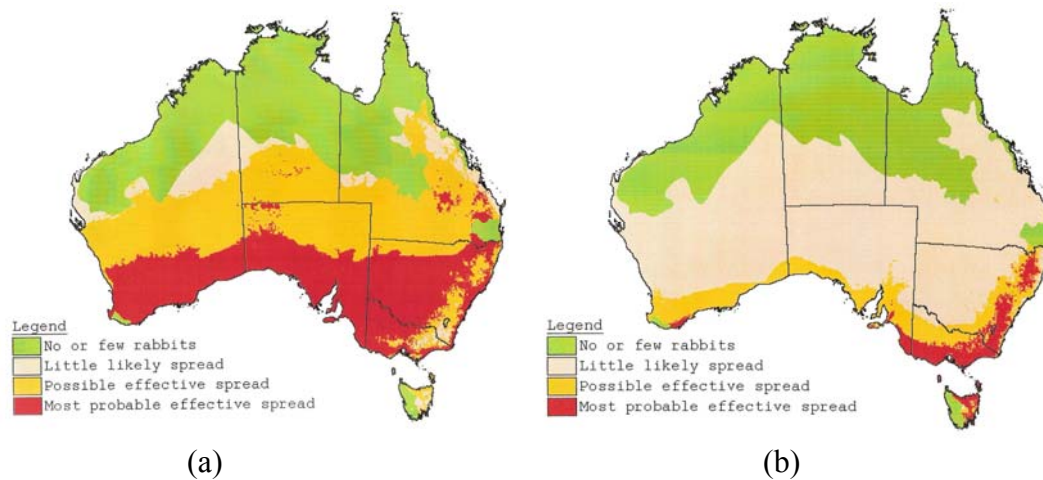 Legend
No or few rabbits
Little likely spread
Possible effective spread
Most probable effective spread
(a)
Legend
No or few rabbits
Little likely spread
Possible effective spread
Most probable effective spread
(b)